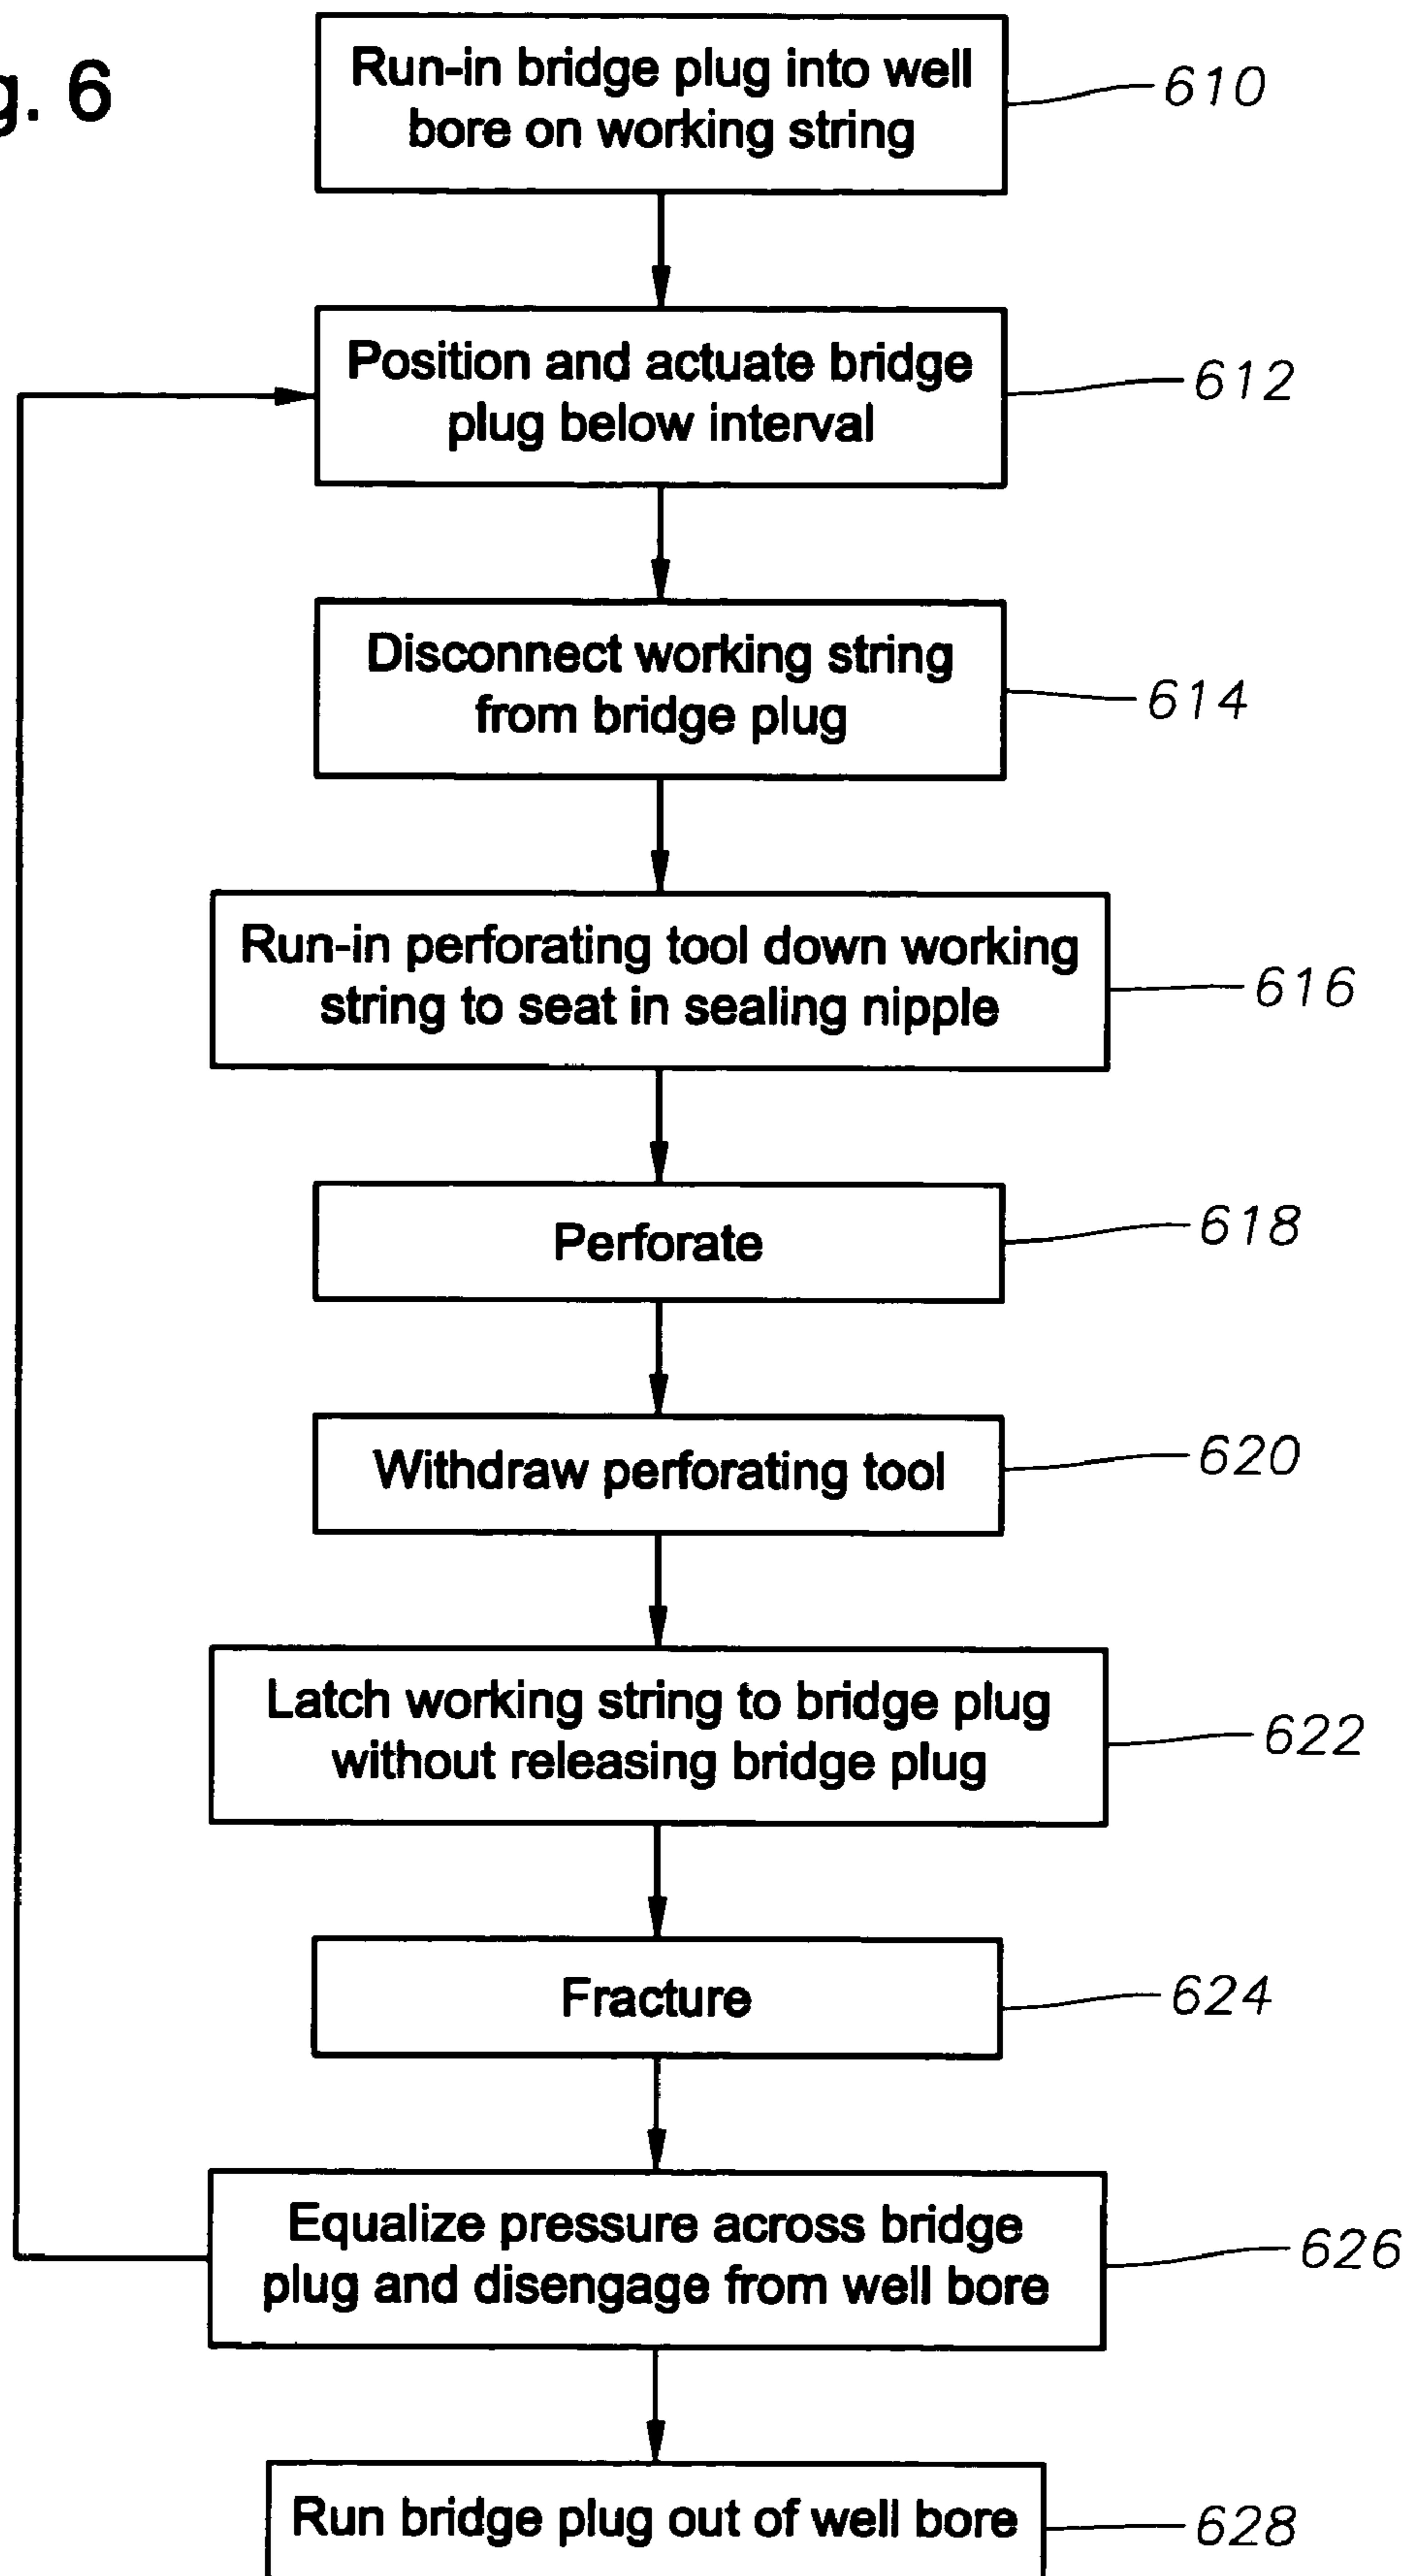 g. 6
Run-in bridge plug into well
bore on working string
610
Position and actuate bridge
plug below interval
612
Disconnect working string
from bridge plug
614
Run-in perforating tool down working
string to seat in sealing nipple
616
Perforate
618
Withdraw perforating tool
620
Latch working string to bridge plug
without releasing bridge plug
622
Fracture
624
Equalize pressure across bridge
plug and disengage from well bore
626
Run bridge plug out of well bore
628